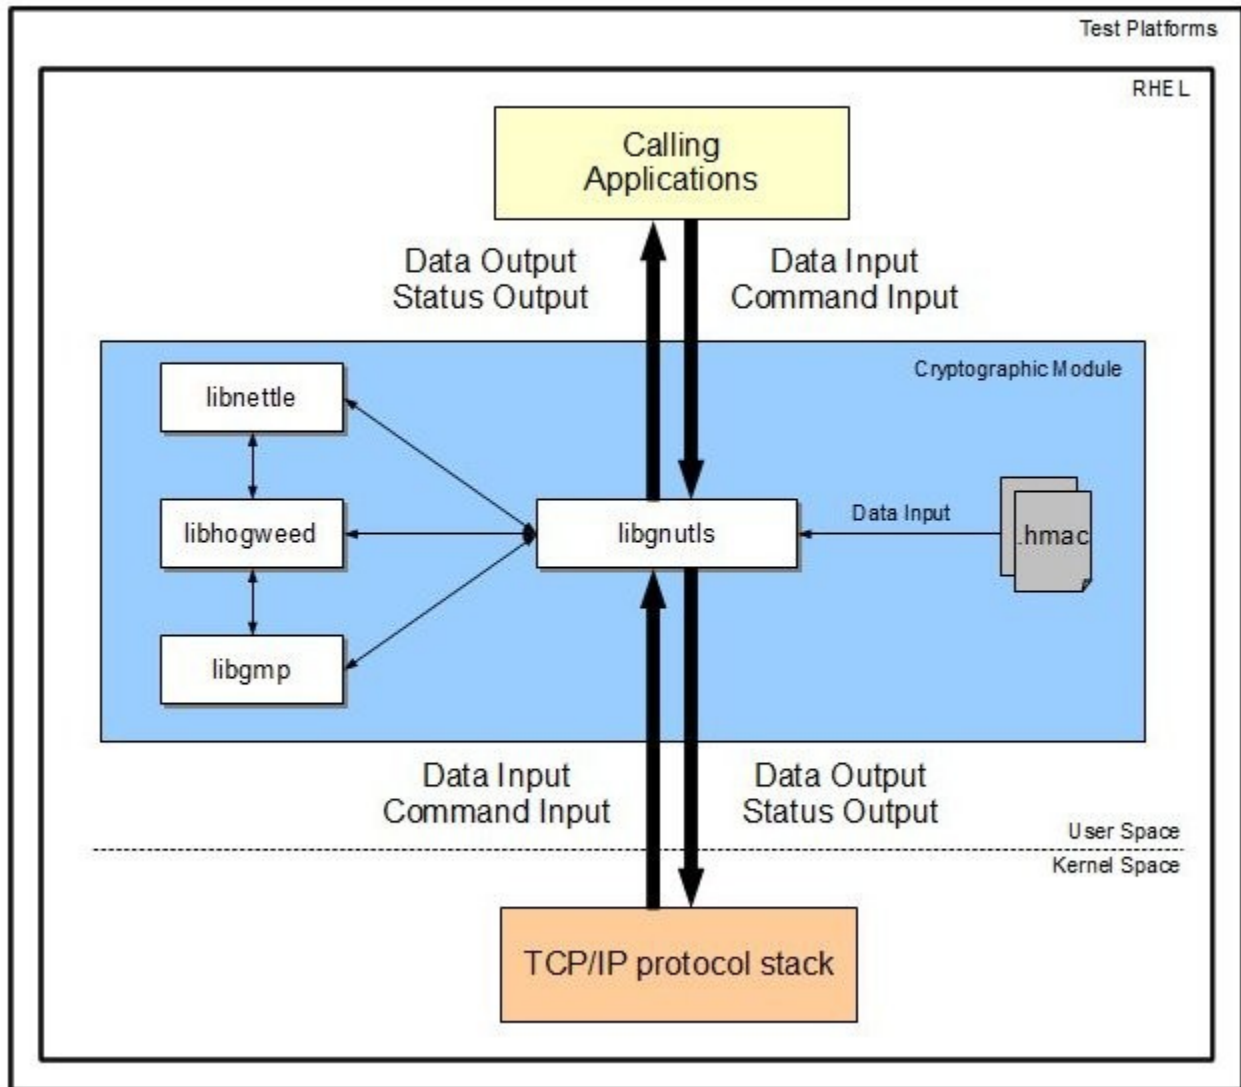 Test Platforms
RHEL
Calling
Applications
Data Output
Status Output
Data Input
Command Input
Cryptographic Module
libnettle
libhogweed
libgnutls
Data Input
.hmac
libgmp
Data Input
Command Input
Data Output
Status Output
User Space
Kernel Space
TCP/IP protocol stack